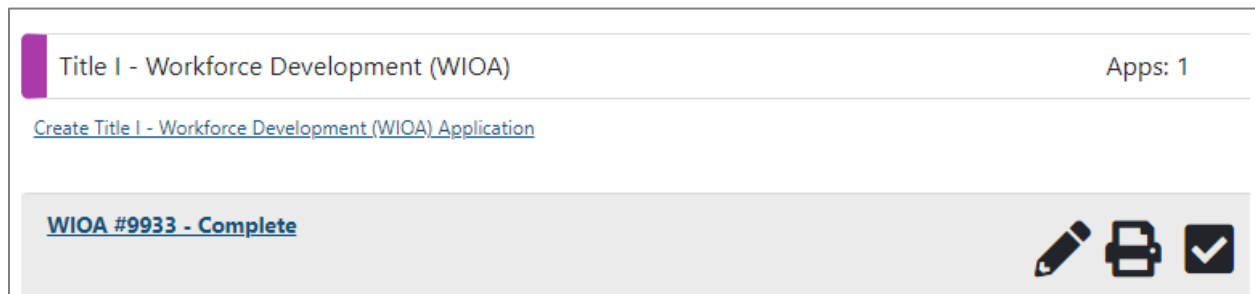 Title I - Workforce Development (WIOA) Apps: 1
Create Title I - Workforce Development (WIOA) Application
WIOA #9933 - Complete